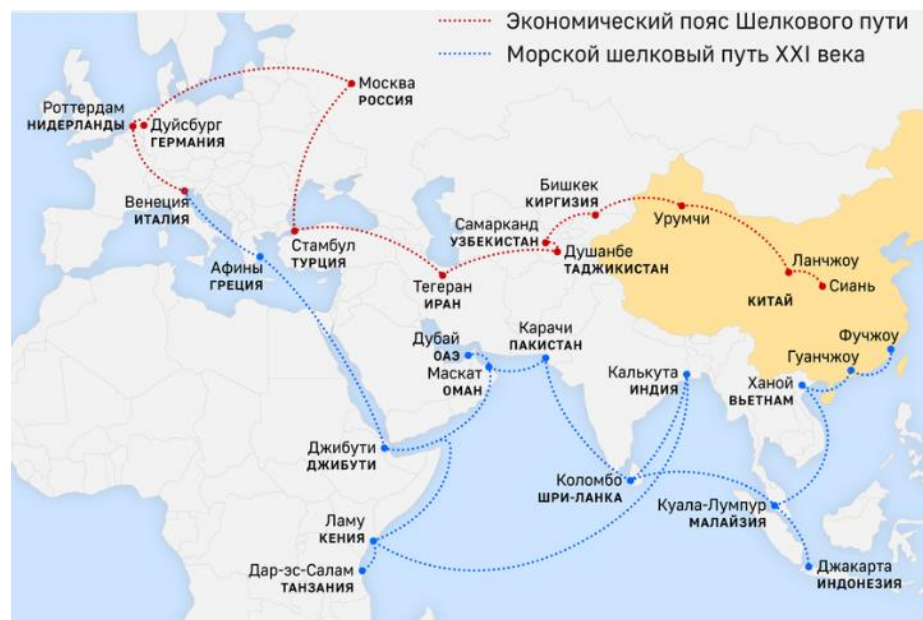 Экономический пояс Шелкового пути
Морской шелковый путь XXI века
Москва
РОССИЯ
Роттердам
НИДЕРЛАНДЫ
Дуйсбург
ГЕРМАНИЯ
Венеция
ИТАЛИЯ
Стамбул
ТУРЦИЯ
Афины
ГРЕЦИЯ
Бишкек
КИРГИЗИЯ
Самарканд
УЗБЕКИСТАН
Душанбе
ТАДЖИКИСТАН
Урумчи
Ланчжоу
Сиань
КИТАЙ
Тегеран
ИРАН
Дубай
ОАЭ
Маскат
ОМАН
Карачи
ПАКИСТАН
Калькута
ИНДИЯ
Фучжоу
Гуанчжоу
Ханой
ВЬЕТНАМ
Джибути
ДЖИБУТИ
Коломбо
ШРИ-ЛАНКА
Куала-Лумпур
МАЛАЙЗИЯ
Ламу
КЕНИЯ
Дар-эс-Салам
ТАНЗАНИЯ
Джакарта
ИНДОНЕЗИЯ